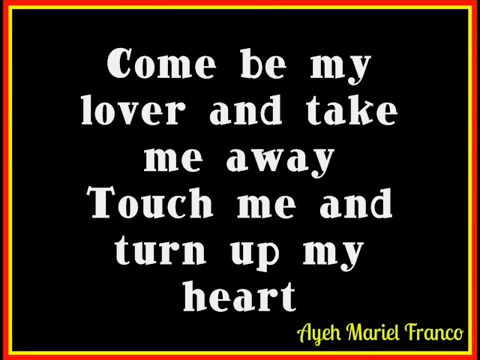 Come be my
lover and take
me away
Touch me and
turn up my
heart
Ayeh Mariel Franco